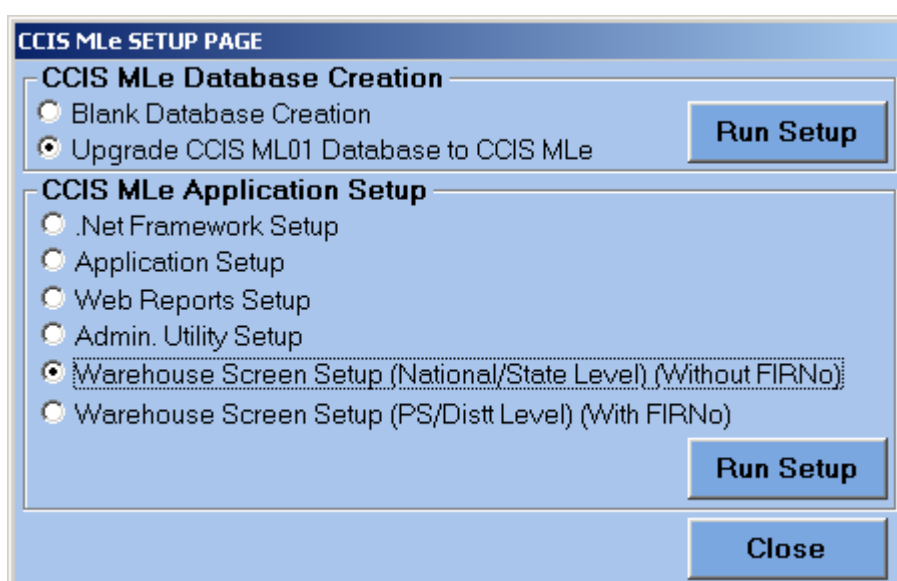 CCIS MLe SETUP PAGE
CCIS MLe Database Creation
Blank Database Creation
Upgrade CCIS ML01 Database to CCIS MLe
Run Setup
CCIS MLe Application Setup
.Net Framework Setup
Application Setup
Web Reports Setup
Admin. Utility Setup
Warehouse Screen Setup (National/State Level) (Without FIRNo)
Warehouse Screen Setup (PS/Distt Level) (With FIRNo)
Run Setup
Close